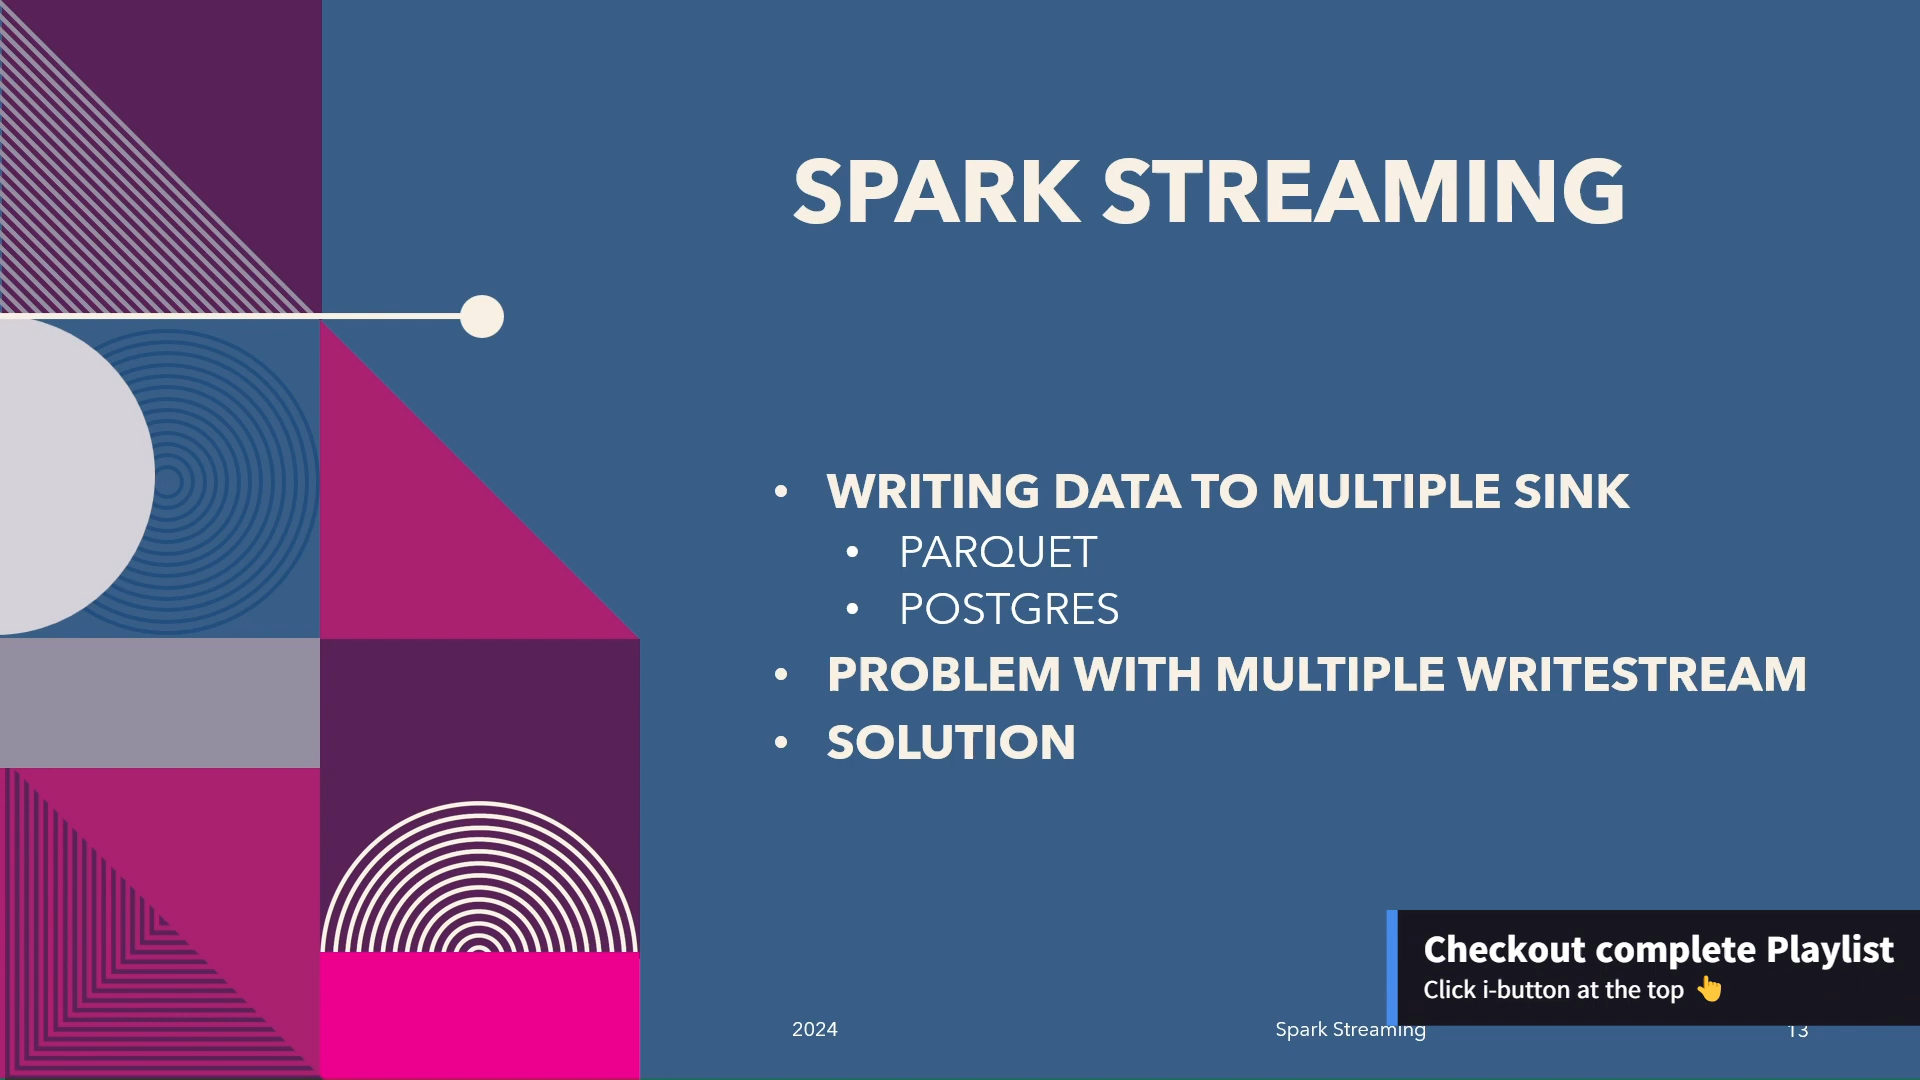 SPARK STREAMING
• WRITING DATA TO MULTIPLE SINK
• PARQUET
• POSTGRES
• PROBLEM WITH MULTIPLE WRITESTREAM
• SOLUTION
Checkout complete Playlist
Click i-button at the top 👆
2024
Spark Streaming
13